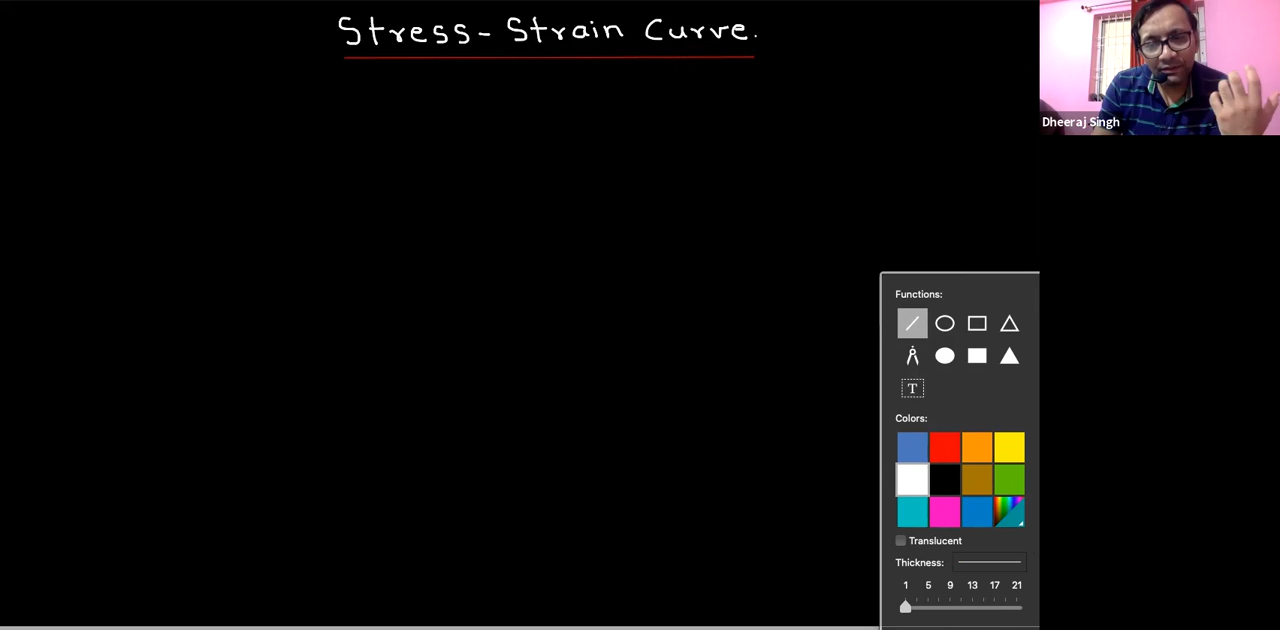 Stress-Strain Curve.
Dheeraj Singh
Functions:
T
Colors:
Translucent
Thickness:
1 5 9 13 17 21